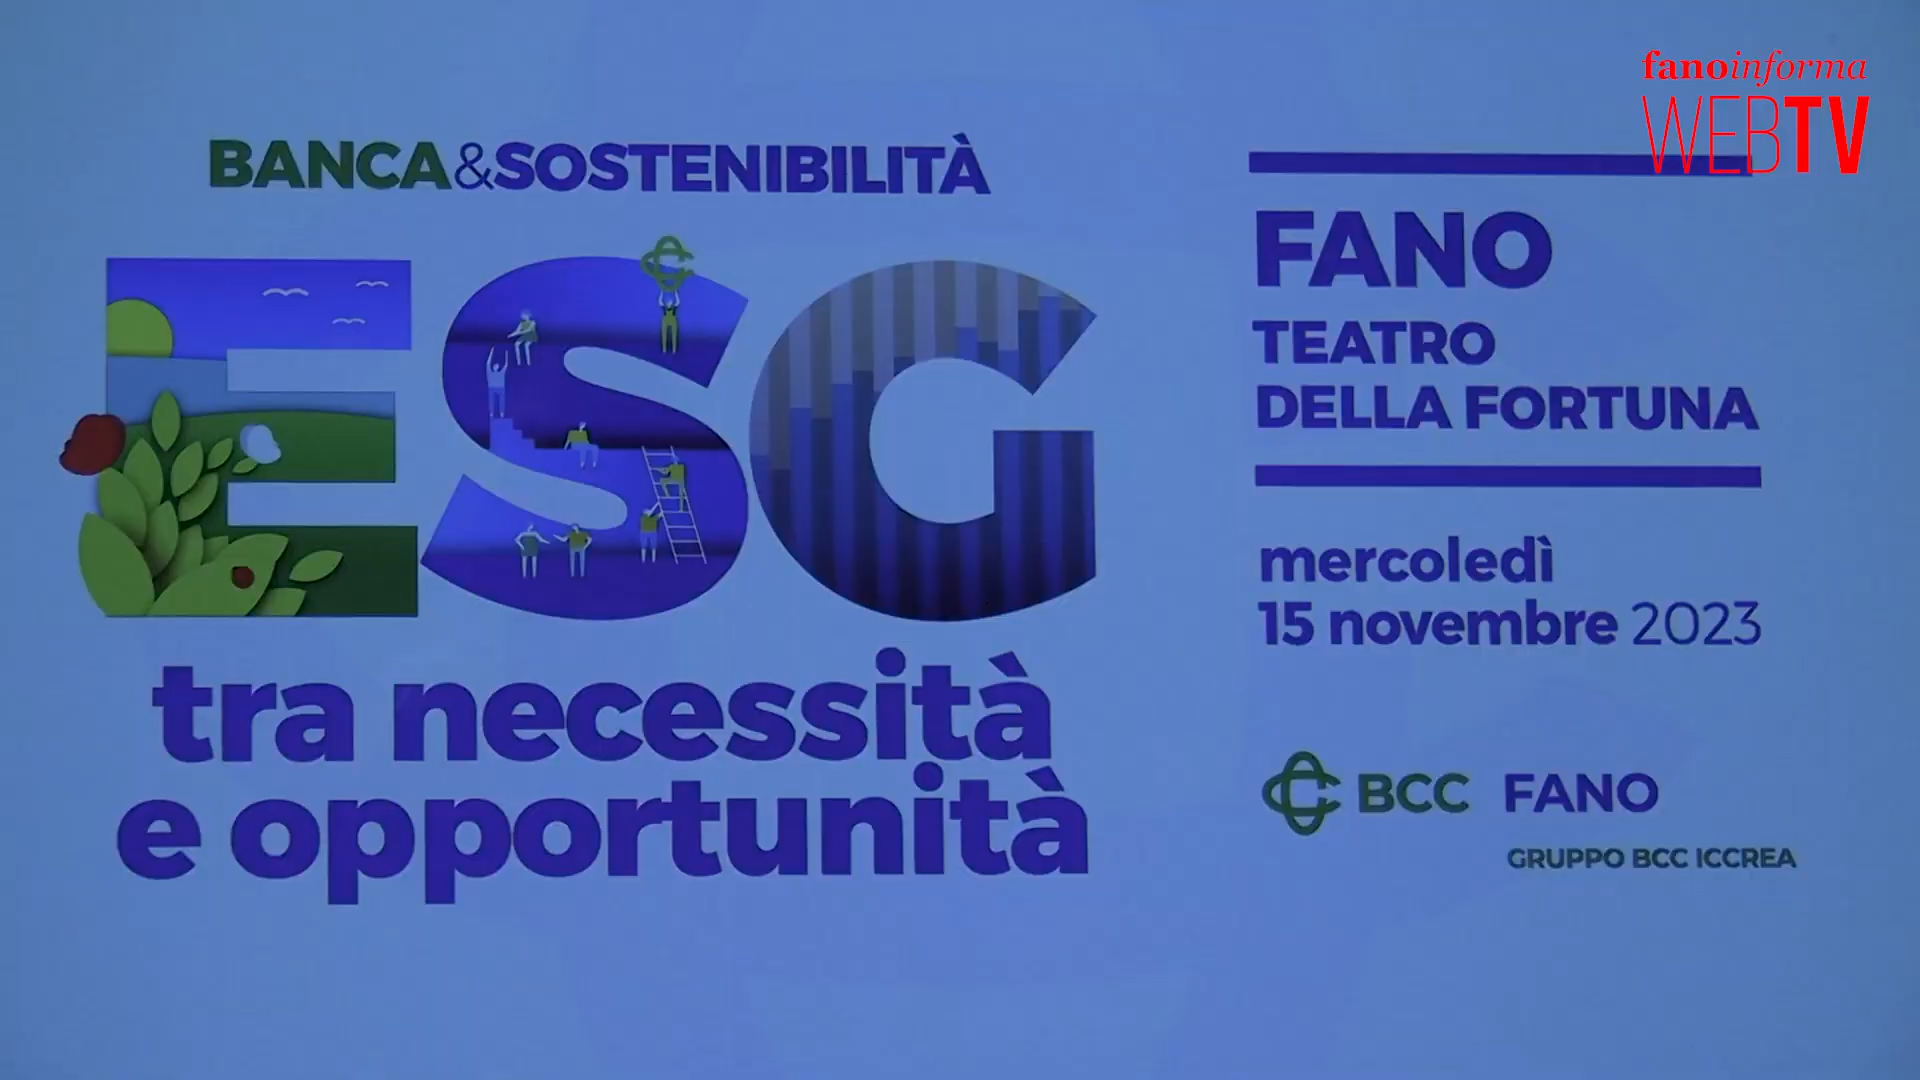 fanoinforma
WEBTV
BANCA&SOSTENIBILITÀ
ESG
tra necessità
e opportunità
FANO
TEATRO
DELLA FORTUNA
mercoledì
15 novembre 2023
BCC FANO
GRUPPO BCC ICCREA